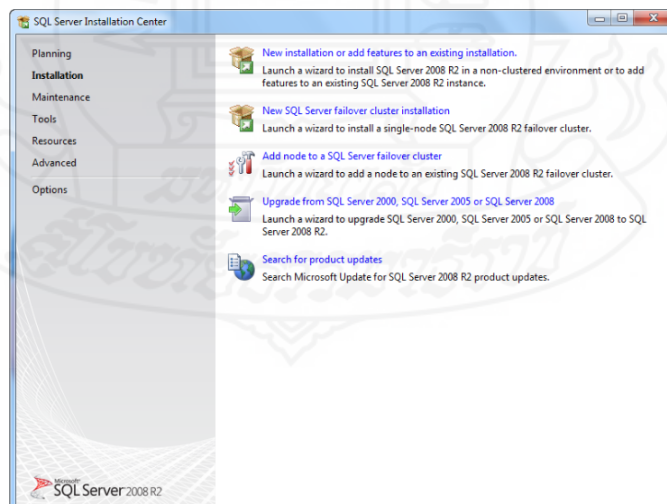 SQL Server Installation Center
Planning
Installation
Maintenance
Tools
Resources
Advanced
Options
New installation or add features to an existing installation.
Launch a wizard to install SQL Server 2008 R2 in a non-clustered environment or to add
features to an existing SQL Server 2008 R2 instance.
New SQL Server failover cluster installation
Launch a wizard to install a single-node SQL Server 2008 R2 failover cluster.
Add node to a SQL Server failover cluster
Launch a wizard to add a node to an existing SQL Server 2008 R2 failover cluster.
Upgrade from SQL Server 2000, SQL Server 2005 or SQL Server 2008
Launch a wizard to upgrade SQL Server 2000, SQL Server 2005 or SQL Server 2008 to SQL
Server 2008 R2.
Search for product updates
Search Microsoft Update for SQL Server 2008 R2 product updates.
Microsoft
SQL Server 2008 R2